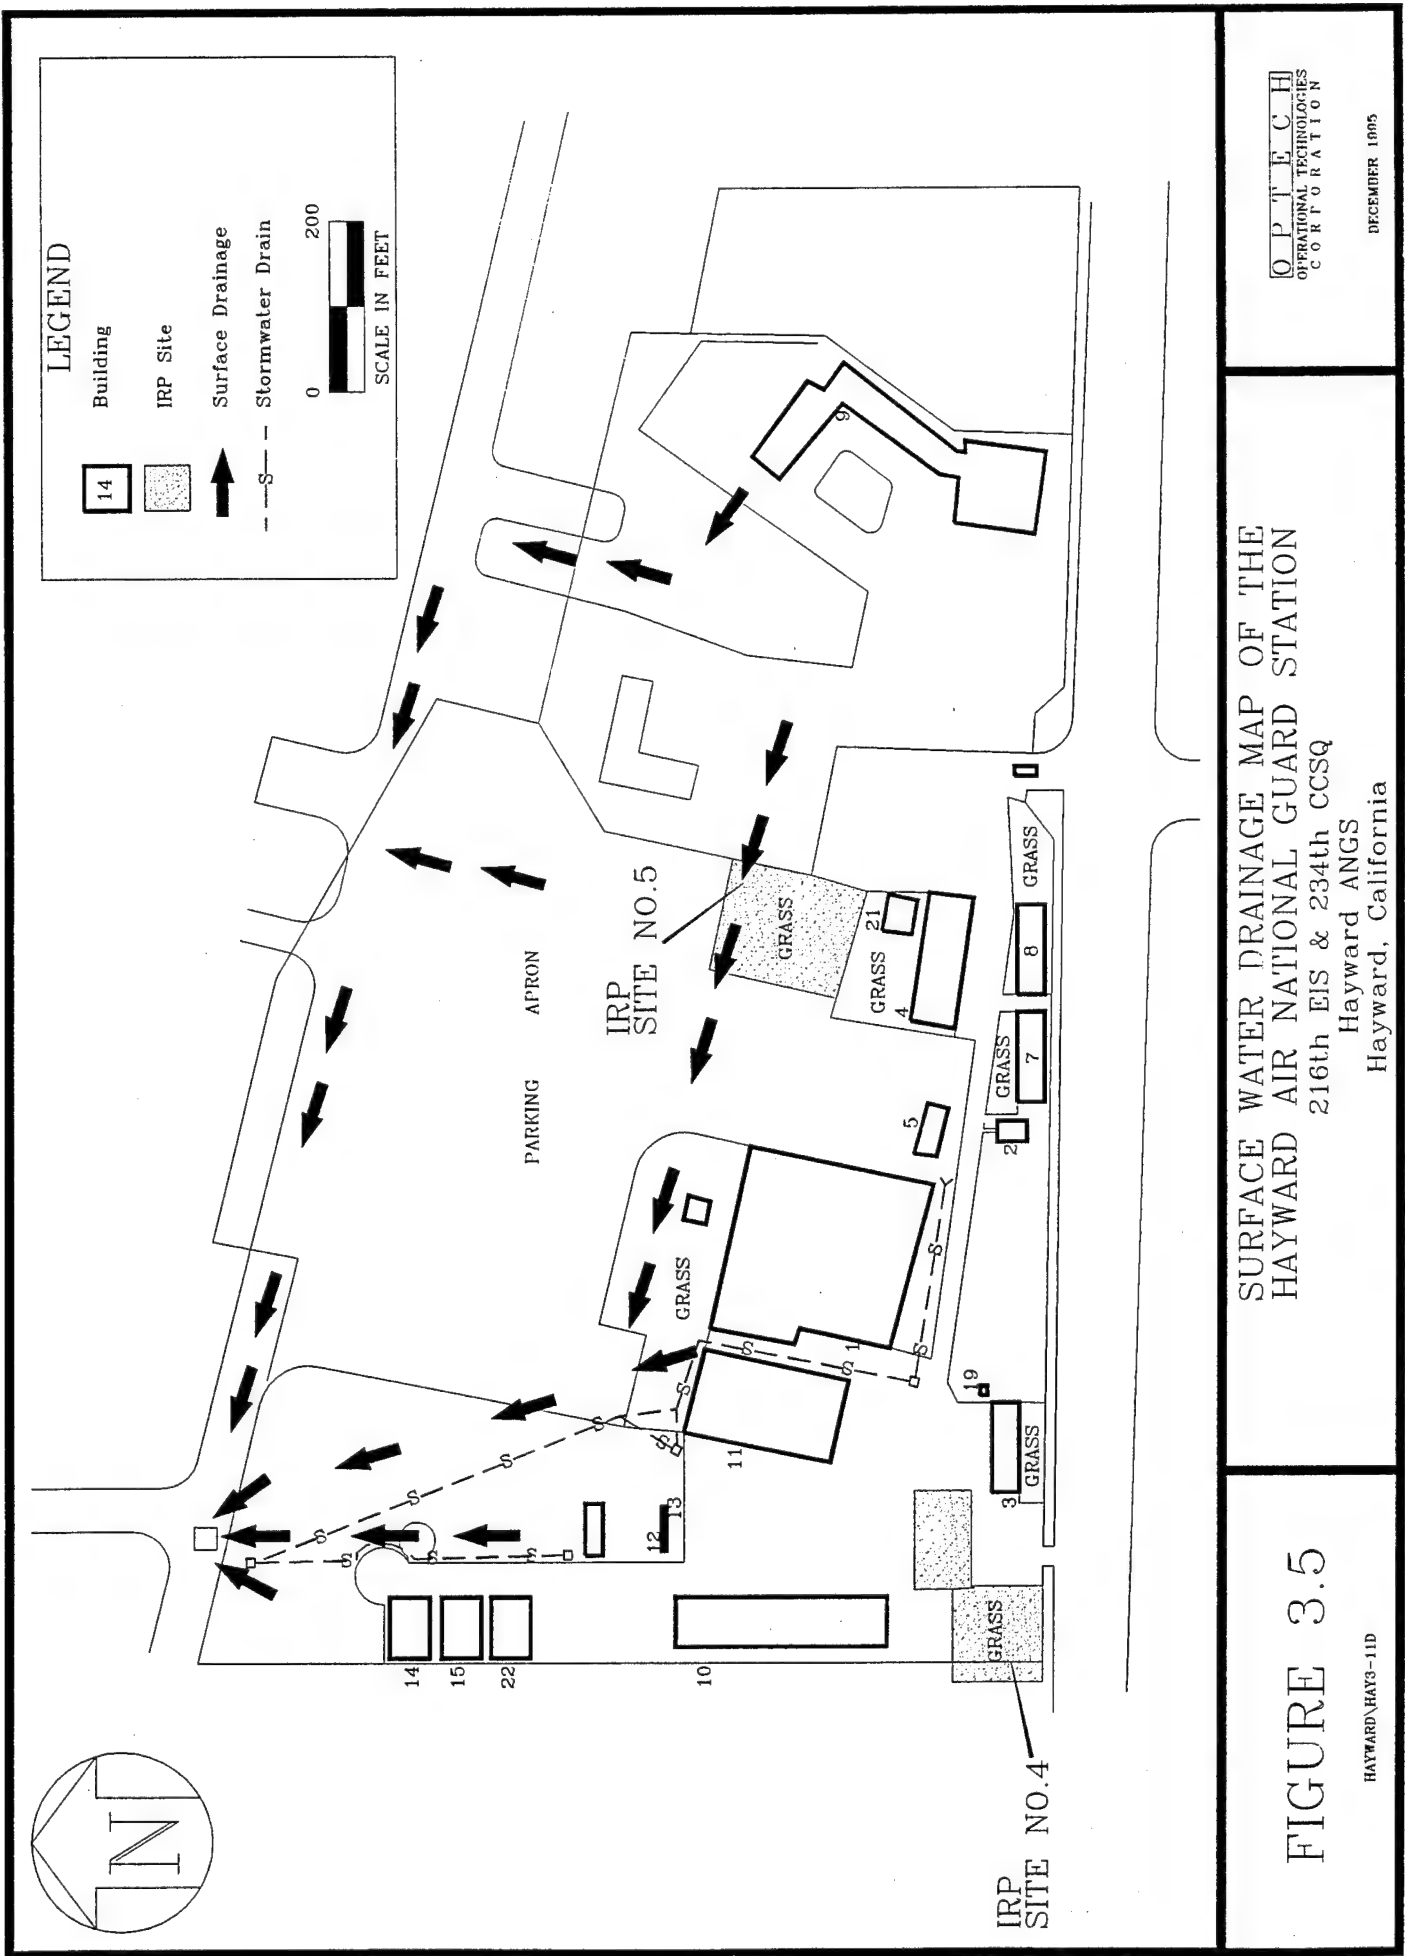 LEGEND
14
Building
IRP Site
Surface Drainage
S
Stormwater Drain
0
200
SCALE IN FEET
N
PARKING APRON
IRP
SITE NO.5
GRASS
GRASS
GRASS
GRASS
GRASS
GRASS
GRASS
14
15
22
10
12
13
11
1
9
21
4
5
8
7
2
19
3
S
S
S
S
S
S
S
S
S
S
S
S
S
IRP
SITE NO.4
FIGURE 3.5
HAYWARD\HAY3-11D
SURFACE WATER DRAINAGE MAP OF THE
HAYWARD AIR NATIONAL GUARD STATION
216th EIS & 234th CCSQ
Hayward ANGS
Hayward, California
OPTECH
OPERATIONAL TECHNOLOGIES
CORPORATION
DECEMBER 1995